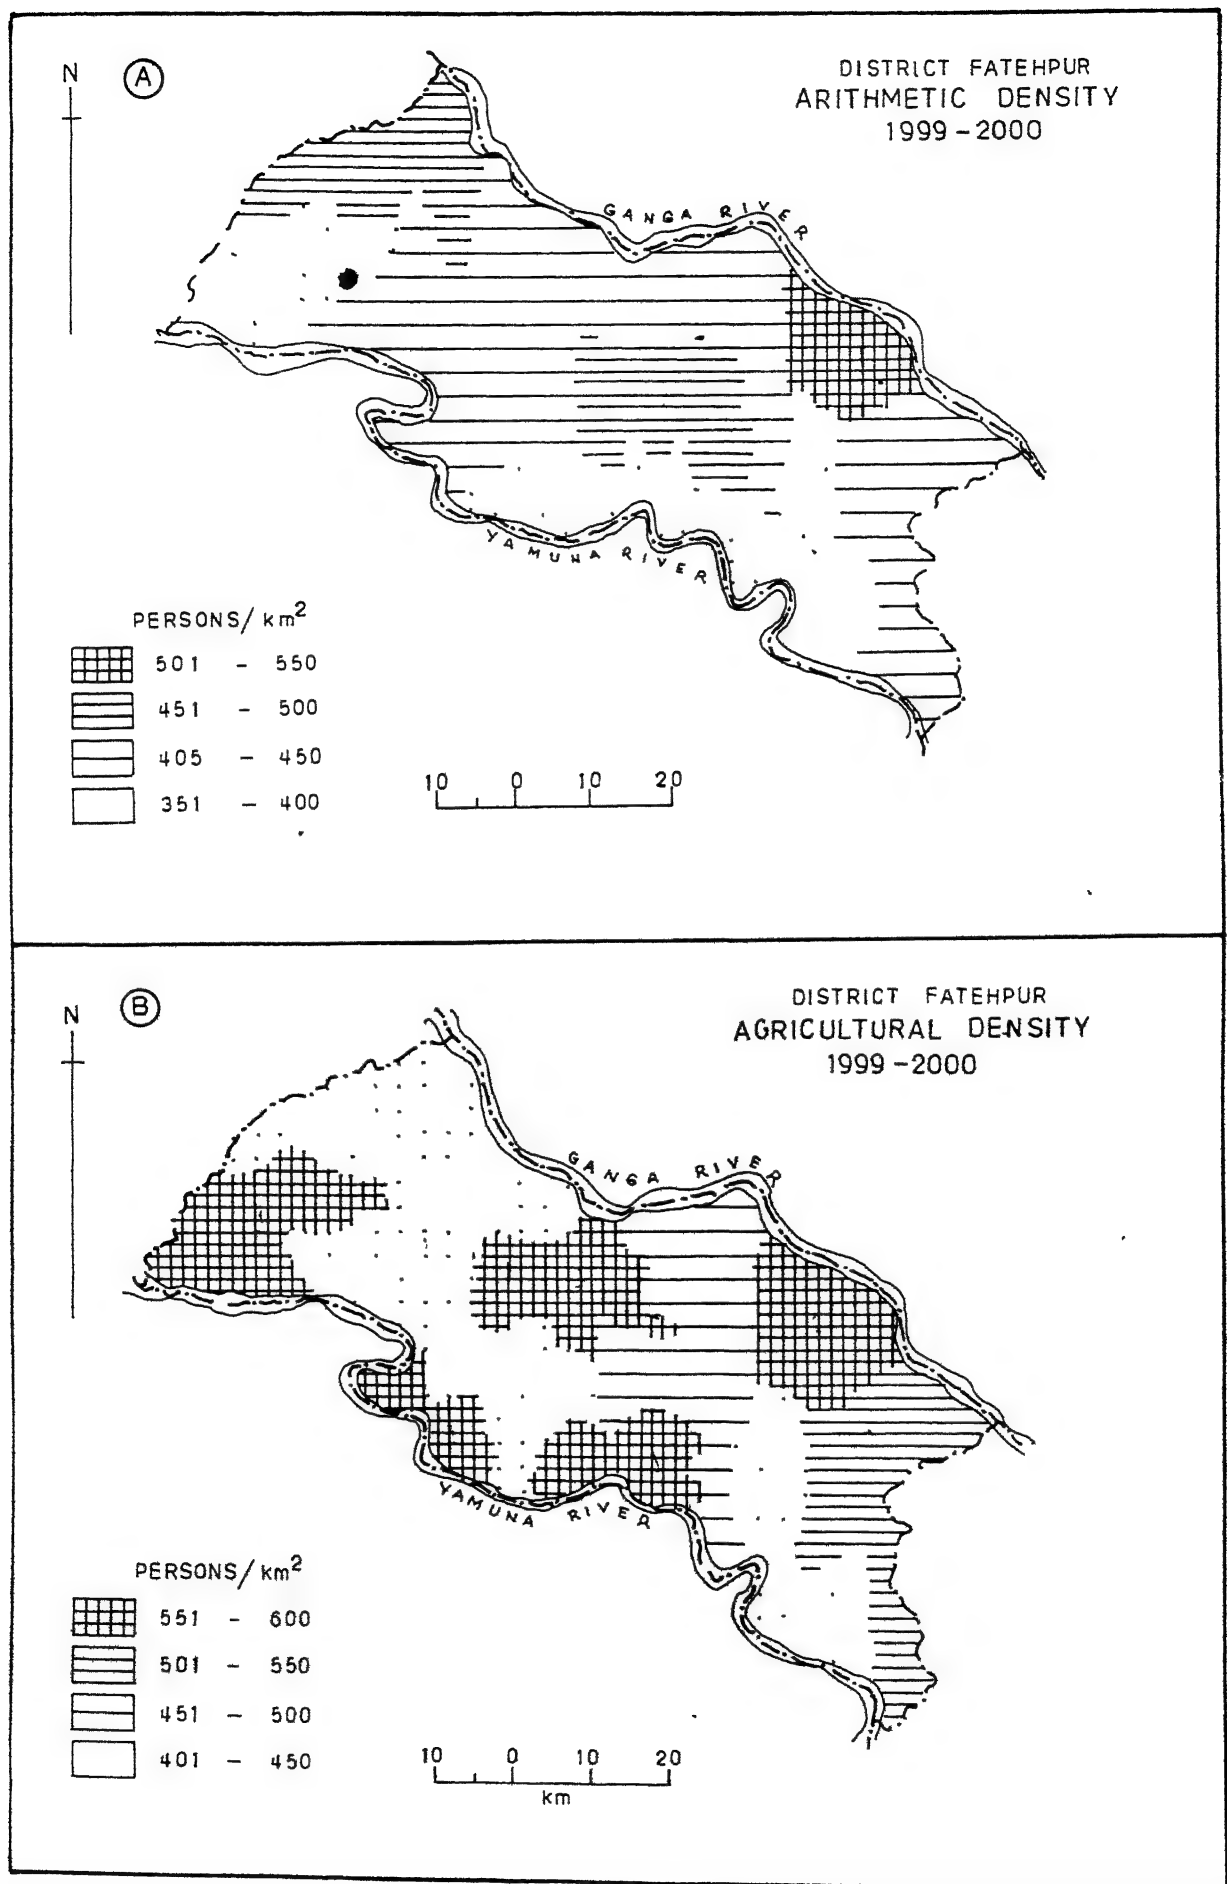 N
A
DISTRICT FATEHPUR
ARITHMETIC DENSITY
1999-2000
GANGA RIVER
YAMUNA RIVER
PERSONS/km²
501 - 550
451 - 500
405 - 450
351 - 400
10 0 10 20
N
B
DISTRICT FATEHPUR
AGRICULTURAL DENSITY
1999-2000
GANGA RIVER
YAMUNA RIVER
PERSONS/km²
551 - 600
501 - 550
451 - 500
401 - 450
10 0 10 20
km